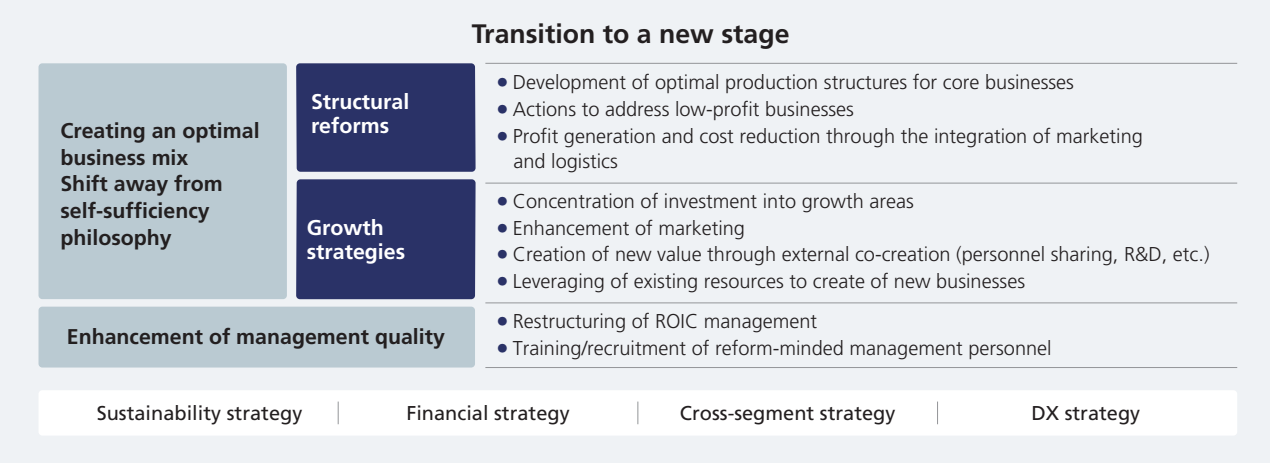 Transition to a new stage
Creating an optimal
business mix
Shift away from
self-sufficiency
philosophy
Structural
reforms
• Development of optimal production structures for core businesses
• Actions to address low-profit businesses
• Profit generation and cost reduction through the integration of marketing
and logistics
Growth
strategies
• Concentration of investment into growth areas
• Enhancement of marketing
• Creation of new value through external co-creation (personnel sharing, R&D, etc.)
• Leveraging of existing resources to create of new businesses
Enhancement of management quality
• Restructuring of ROIC management
• Training/recruitment of reform-minded management personnel
Sustainability strategy
Financial strategy
Cross-segment strategy
DX strategy